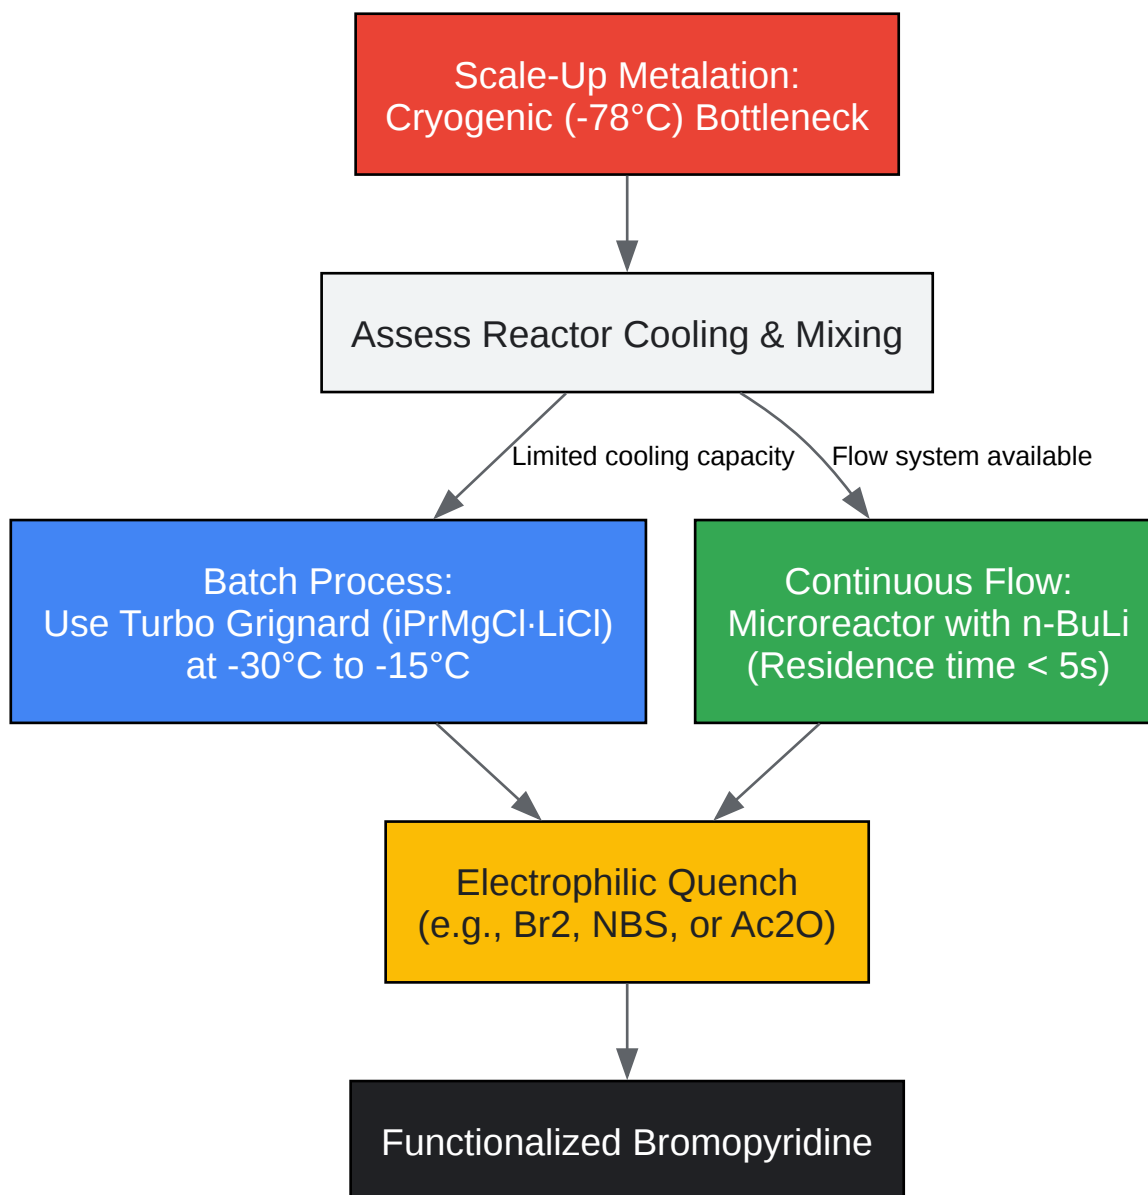 Scale-Up Metalation:
Cryogenic (-78°C) Bottleneck
Assess Reactor Cooling & Mixing
Limited cooling capacity
Flow system available
Batch Process:
Use Turbo Grignard (iPrMgCl·LiCl)
at -30°C to -15°C
Continuous Flow:
Microreactor with n-BuLi
(Residence time < 5s)
Electrophilic Quench
(e.g., Br2, NBS, or Ac2O)
Functionalized Bromopyridine